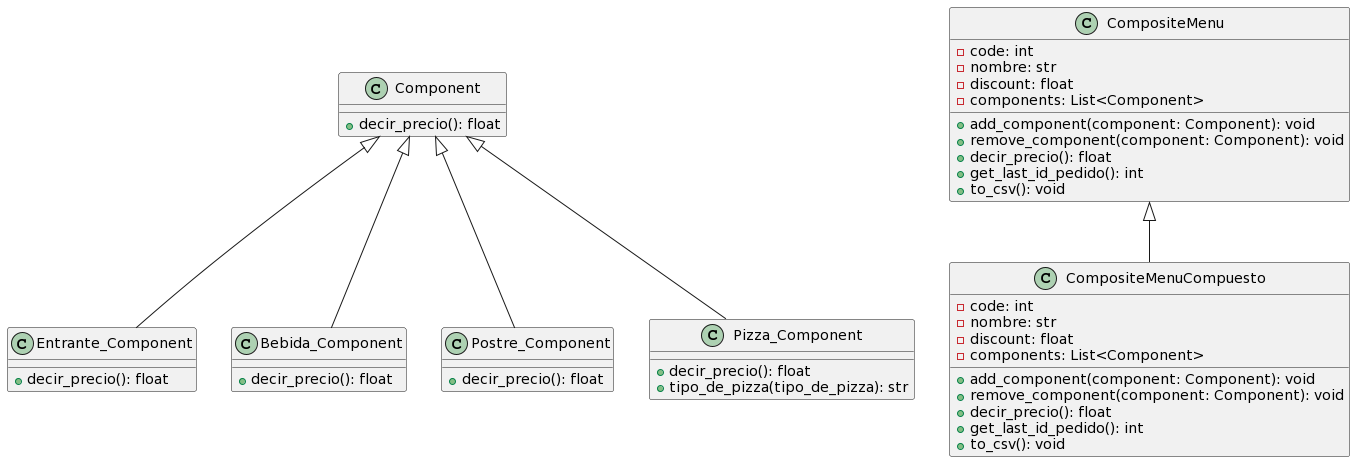 C Component
decir_precio(): float
C Entrante_Component
decir_precio(): float
C Bebida_Component
decir_precio(): float
C Postre_Component
decir_precio(): float
C Pizza_Component
decir_precio(): float
tipo_de_pizza(tipo_de_pizza): str
C CompositeMenu
code: int
nombre: str
discount: float
components: List<Component>
add_component(component: Component): void
remove_component(component: Component): void
decir_precio(): float
get_last_id_pedido(): int
to_csv(): void
C CompositeMenuCompuesto
code: int
nombre: str
discount: float
components: List<Component>
add_component(component: Component): void
remove_component(component: Component): void
decir_precio(): float
get_last_id_pedido(): int
to_csv(): void